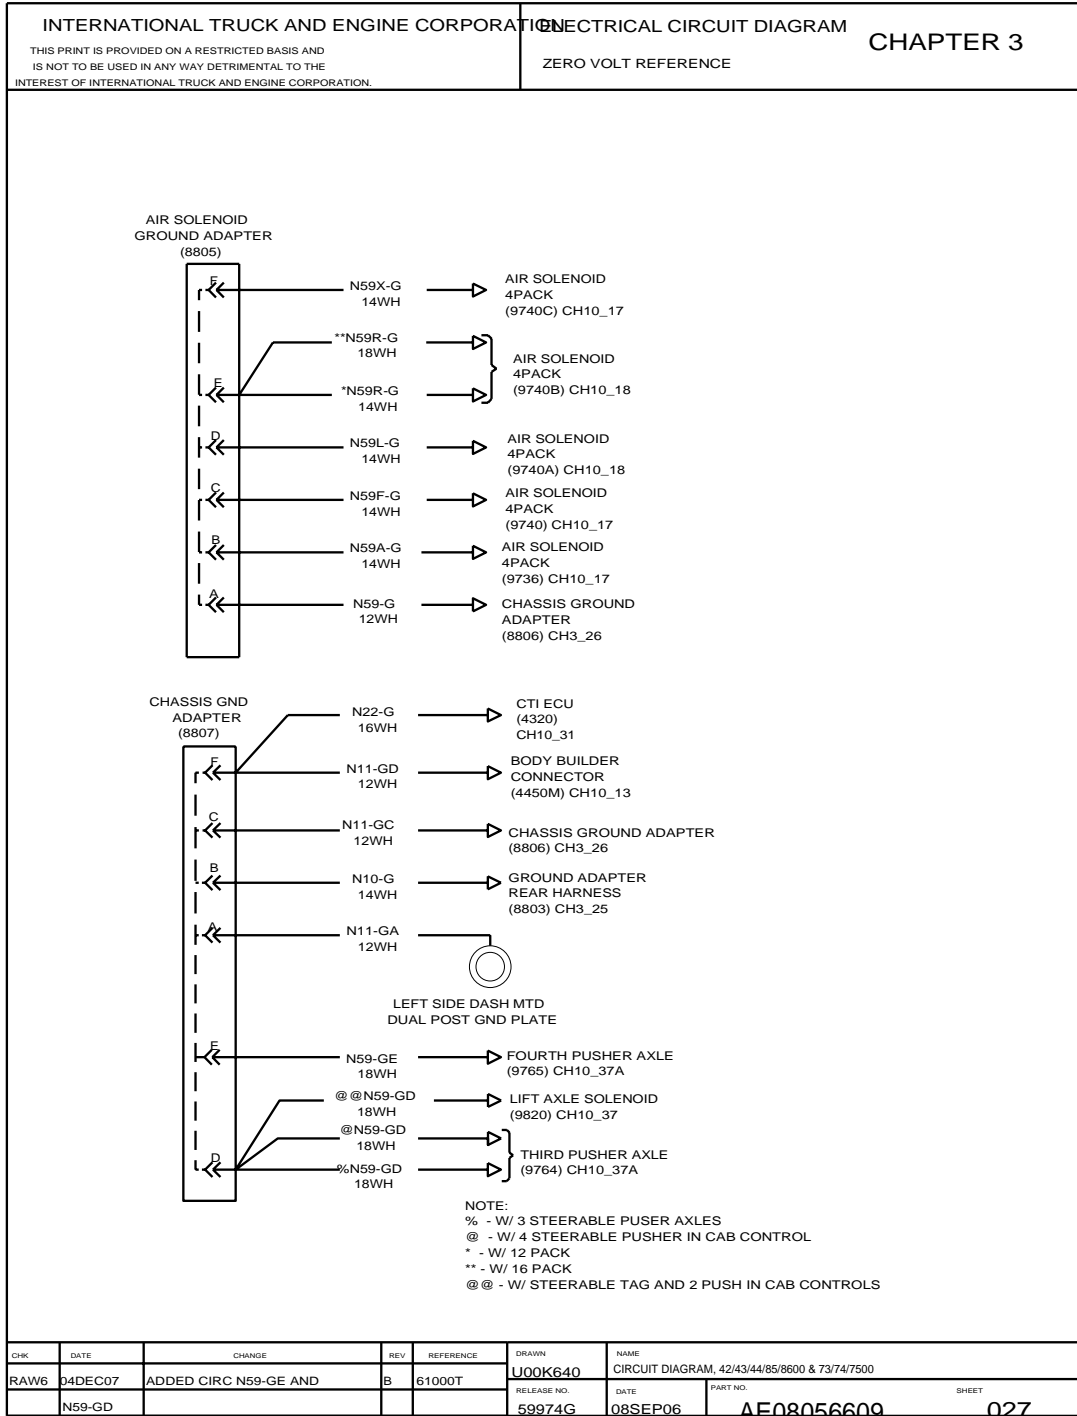 INTERNATIONAL TRUCK AND ENGINE CORPORATION
THIS PRINT IS PROVIDED ON A RESTRICTED BASIS AND
IS NOT TO BE USED IN ANY WAY DETRIMENTAL TO THE
INTEREST OF INTERNATIONAL TRUCK AND ENGINE CORPORATION.
ELECTRICAL CIRCUIT DIAGRAM
ZERO VOLT REFERENCE
CHAPTER 3
AIR SOLENOID
GROUND ADAPTER
(8805)
F
N59X-G
14WH
AIR SOLENOID
4PACK
(9740C) CH10_17
**N59R-G
18WH
E
*N59R-G
14WH
AIR SOLENOID
4PACK
(9740B) CH10_18
D
N59L-G
14WH
AIR SOLENOID
4PACK
(9740A) CH10_18
C
N59F-G
14WH
AIR SOLENOID
4PACK
(9740) CH10_17
B
N59A-G
14WH
AIR SOLENOID
4PACK
(9736) CH10_17
A
N59-G
12WH
CHASSIS GROUND
ADAPTER
(8806) CH3_26
CHASSIS GND
ADAPTER
(8807)
N22-G
16WH
CTI ECU
(4320)
CH10_31
F
N11-GD
12WH
BODY BUILDER
CONNECTOR
(4450M) CH10_13
C
N11-GC
12WH
CHASSIS GROUND ADAPTER
(8806) CH3_26
B
N10-G
14WH
GROUND ADAPTER
REAR HARNESS
(8803) CH3_25
A
N11-GA
12WH
LEFT SIDE DASH MTD
DUAL POST GND PLATE
E
N59-GE
18WH
FOURTH PUSHER AXLE
(9765) CH10_37A
@@N59-GD
18WH
LIFT AXLE SOLENOID
(9820) CH10_37
@N59-GD
18WH
D
%N59-GD
18WH
THIRD PUSHER AXLE
(9764) CH10_37A
NOTE:
% - W/ 3 STEERABLE PUSER AXLES
@ - W/ 4 STEERABLE PUSHER IN CAB CONTROL
* - W/ 12 PACK
** - W/ 16 PACK
@@ - W/ STEERABLE TAG AND 2 PUSH IN CAB CONTROLS
CHK DATE CHANGE REV REFERENCE
RAW6 04DEC07 ADDED CIRC N59-GE AND B 61000T
N59-GD
DRAWN
U00K640
NAME
CIRCUIT DIAGRAM, 42/43/44/85/8600 & 73/74/7500
RELEASE NO.
59974G
DATE
08SEP06
PART NO.
AE08056609
SHEET
027